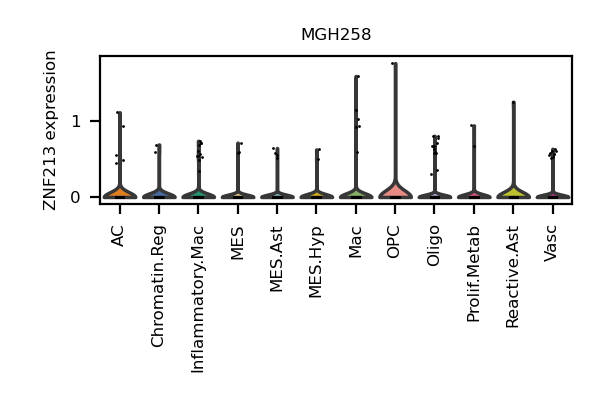 MGH258
ZNF213 expression
1
0
AC
Chromatin.Reg
Inflammatory.Mac
MES
MES.Ast
MES.Hyp
Mac
OPC
Oligo
Prolif.Metab
Reactive.Ast
Vasc